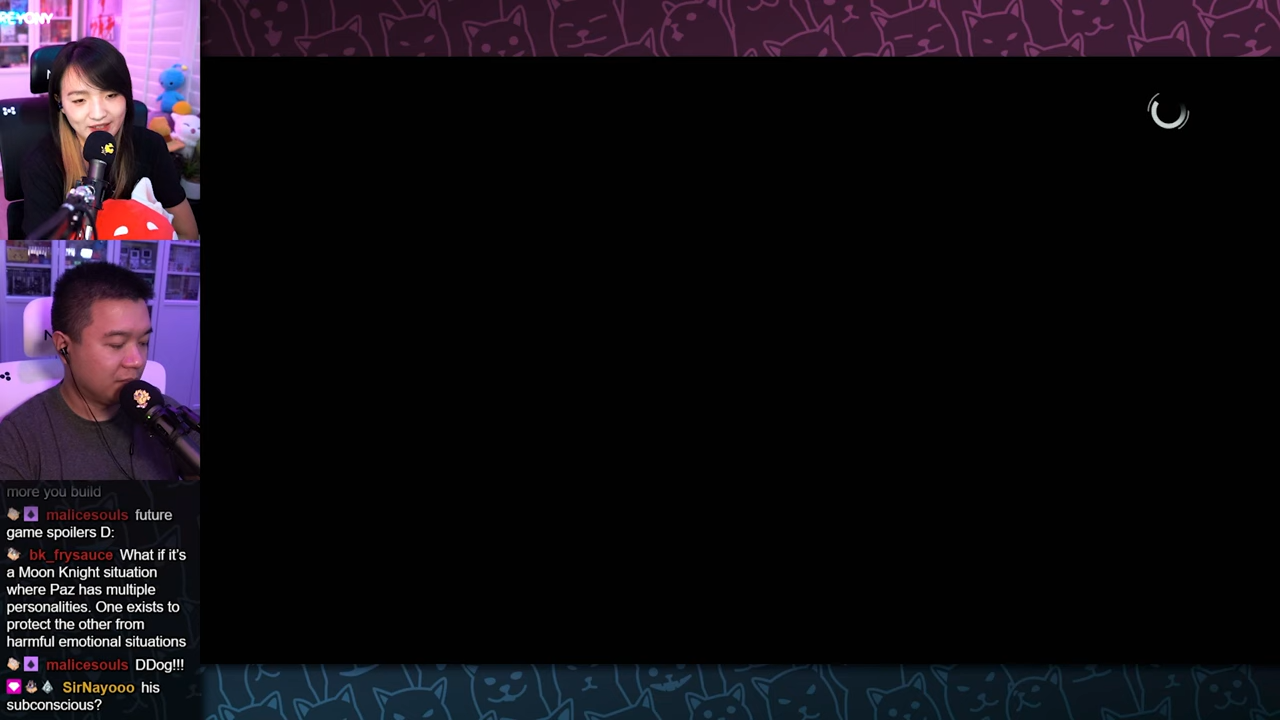 REYONY
more you build
malicesouls future
game spoilers D:
bk_frysauce What if it's
a Moon Knight situation
where Paz has multiple
personalities. One exists to
protect the other from
harmful emotional situations
malicesouls DDog!!!
SirNayooo his
subconscious?